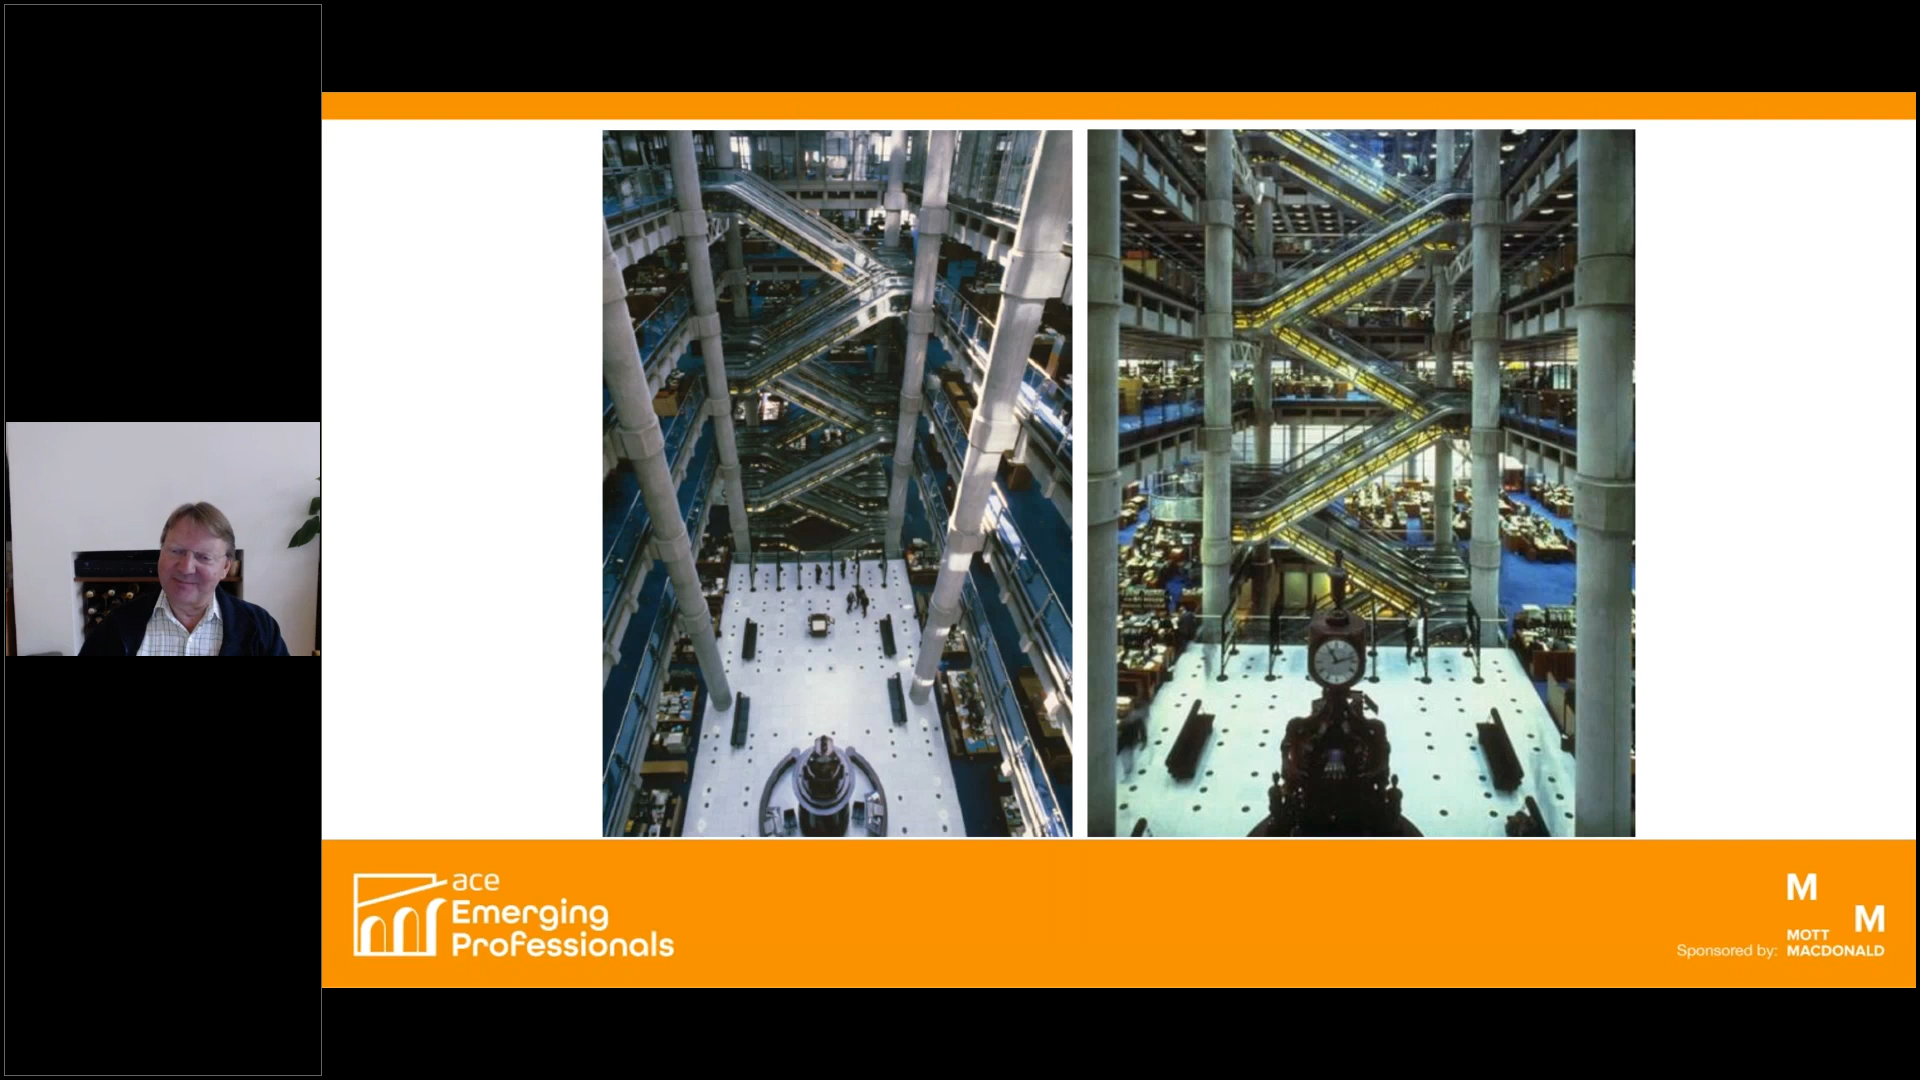 ace
Emerging
Professionals
M
M
Sponsored by: MOTT
MACDONALD